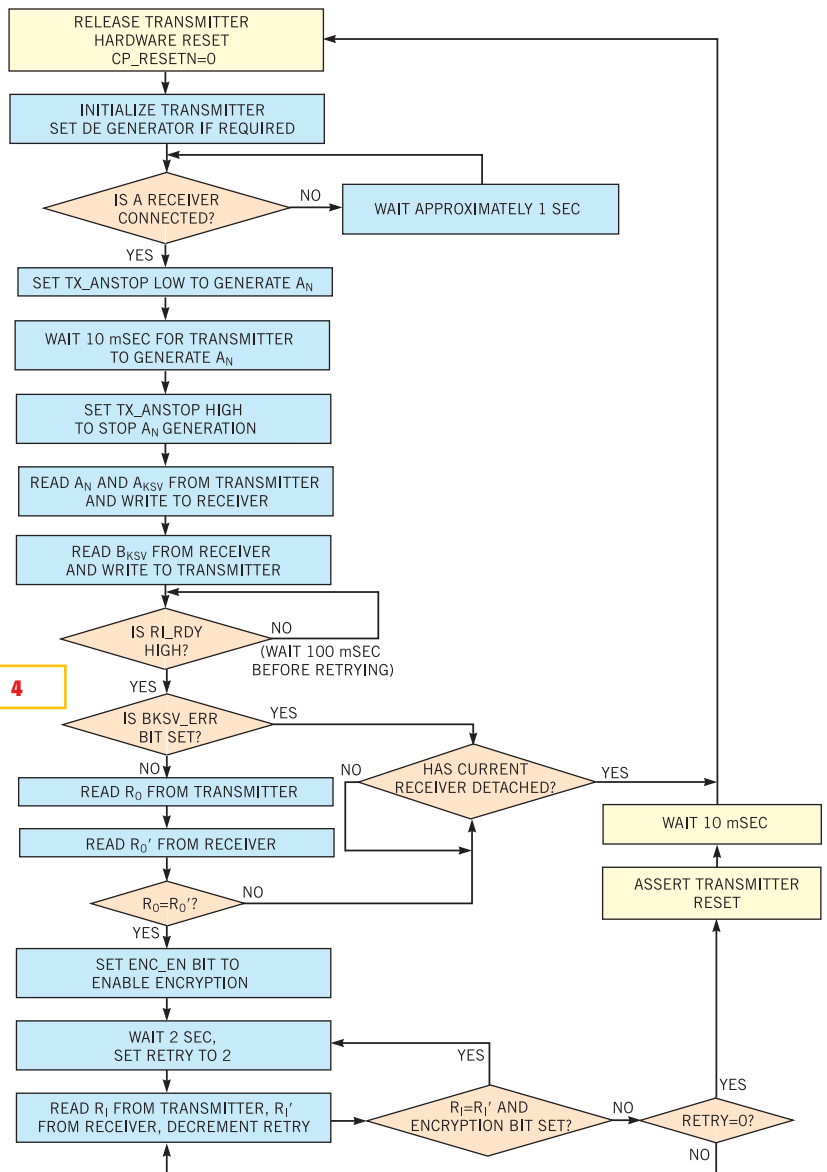 RELEASE TRANSMITTER
HARDWARE RESET
CP_RESETN=0
INITIALIZE TRANSMITTER
SET DE GENERATOR IF REQUIRED
IS A RECEIVER
CONNECTED?
NO
WAIT APPROXIMATELY 1 SEC
YES
SET TX_ANSTOP LOW TO GENERATE AN
WAIT 10 mSEC FOR TRANSMITTER
TO GENERATE AN
SET TX_ANSTOP HIGH
TO STOP AN GENERATION
READ AN AND AKSV FROM TRANSMITTER
AND WRITE TO RECEIVER
READ BKSV FROM RECEIVER
AND WRITE TO TRANSMITTER
IS RI_RDY
HIGH?
NO
(WAIT 100 mSEC
BEFORE RETRYING)
YES
4
IS BKSV_ERR
BIT SET?
YES
NO
HAS CURRENT
RECEIVER DETACHED?
NO
YES
READ R0 FROM TRANSMITTER
READ R0' FROM RECEIVER
WAIT 10 mSEC
ASSERT TRANSMITTER
RESET
R0=R0'?
NO
YES
SET ENC_EN BIT TO
ENABLE ENCRYPTION
WAIT 2 SEC,
SET RETRY TO 2
YES
READ RI FROM TRANSMITTER, RI'
FROM RECEIVER, DECREMENT RETRY
RI=RI' AND
ENCRYPTION BIT SET?
NO
YES
RETRY=0?
NO